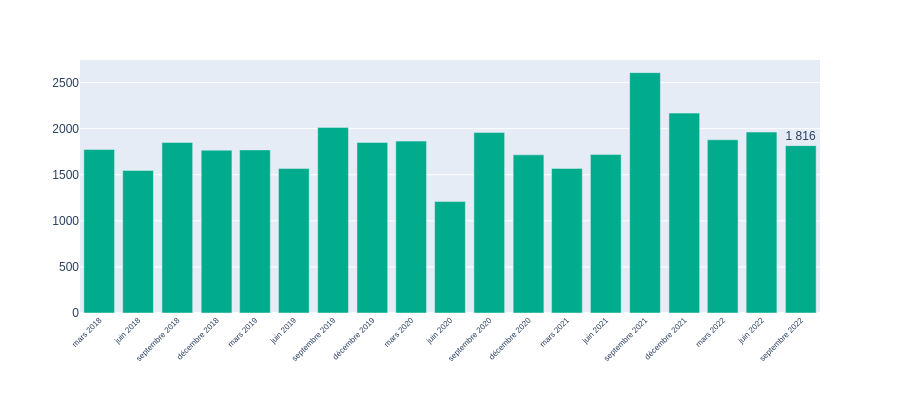 2500
2000
1500
1000
500
0
1 816
mars 2018
juin 2018
septembre 2018
décembre 2018
mars 2019
juin 2019
septembre 2019
décembre 2019
mars 2020
juin 2020
septembre 2020
décembre 2020
mars 2021
juin 2021
septembre 2021
décembre 2021
mars 2022
juin 2022
septembre 2022